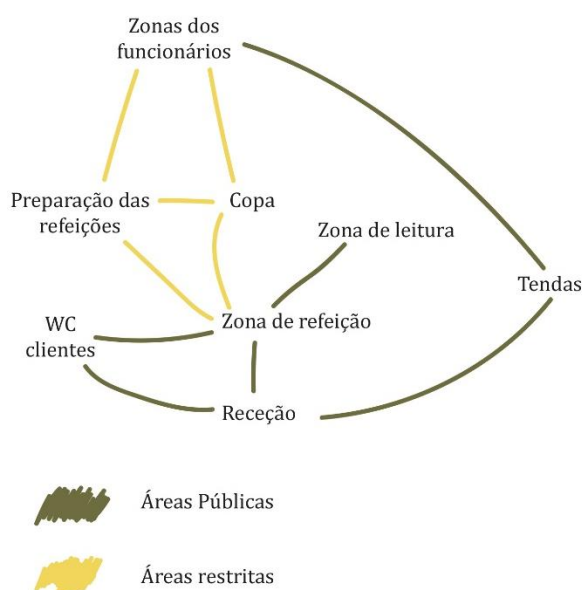 Zonas dos
funcionários
Preparação das
refeições
Copa
Zona de leitura
Tendas
Zona de refeição
WC
clientes
Receção
Áreas Públicas
Áreas restritas